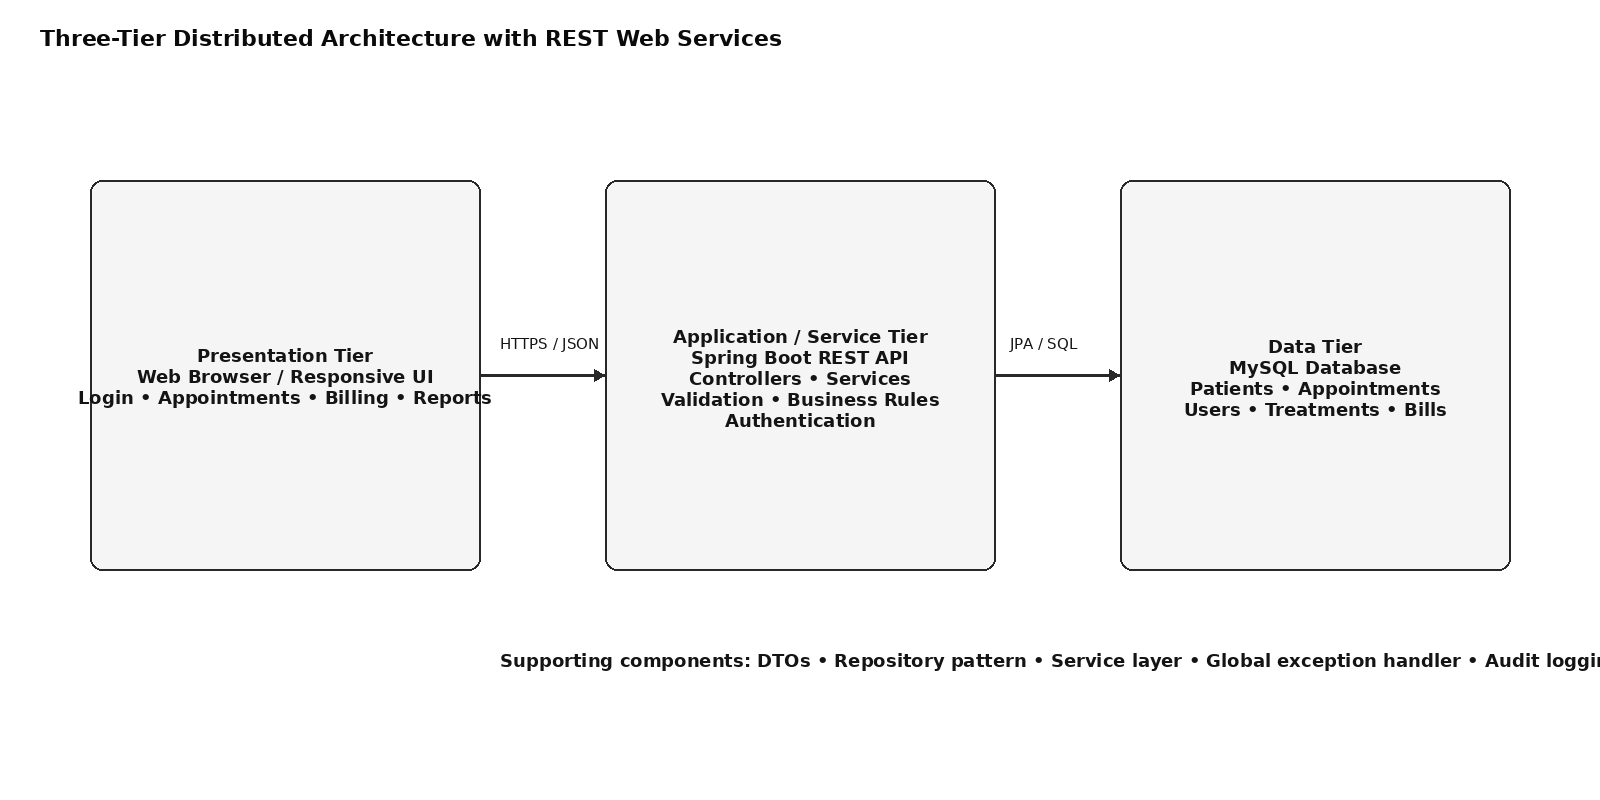 Three-Tier Distributed Architecture with REST Web Services
Presentation Tier
Web Browser / Responsive UI
Login • Appointments • Billing • Reports
HTTPS / JSON
Application / Service Tier
Spring Boot REST API
Controllers • Services
Validation • Business Rules
Authentication
JPA / SQL
Data Tier
MySQL Database
Patients • Appointments
Users • Treatments • Bills
Supporting components: DTOs • Repository pattern • Service layer • Global exception handler • Audit